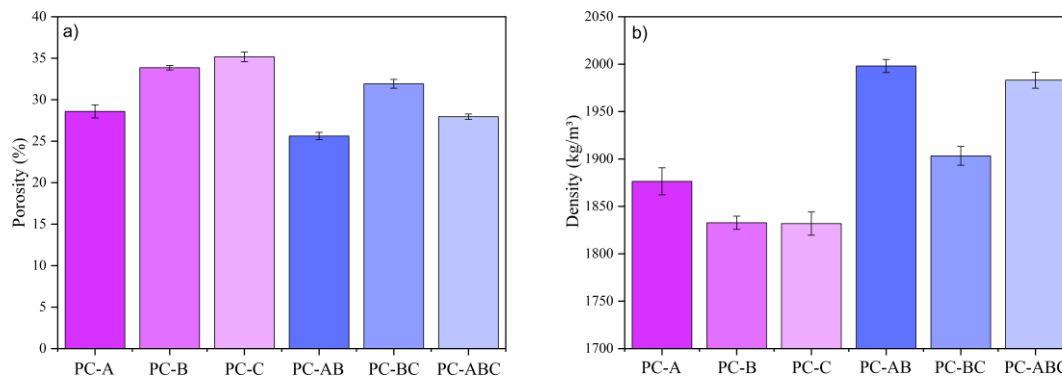 a)
Porosity (%)
40
35
30
25
20
15
10
5
0
PC-A PC-B PC-C PC-AB PC-BC PC-ABC
b)
Density (kg/m³)
2050
2000
1950
1900
1850
1800
1750
1700
PC-A PC-B PC-C PC-AB PC-BC PC-ABC